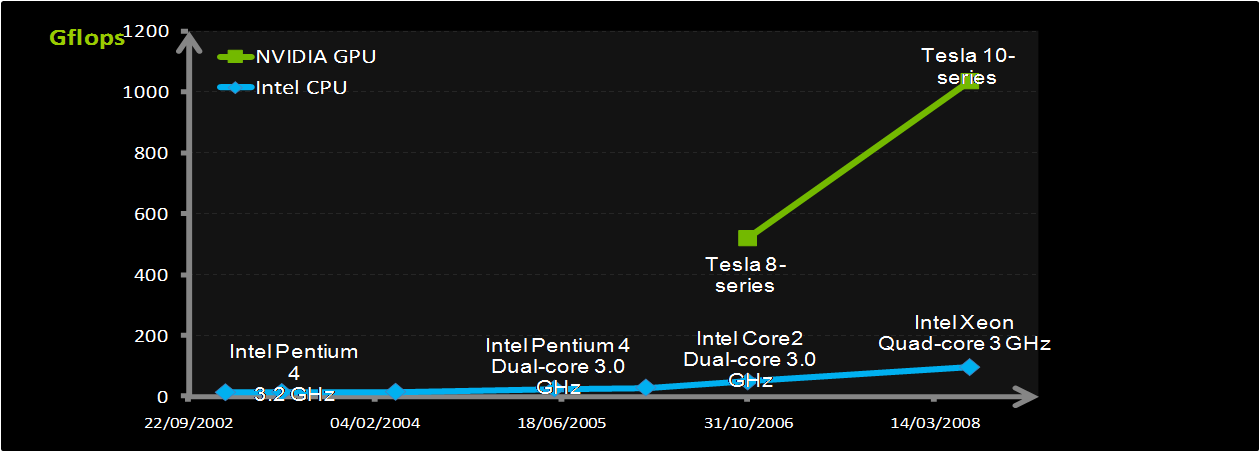 Gflops
1200
1000
800
600
400
200
0
NVIDIA GPU
Intel CPU
Tesla 10-
series
Tesla 8-
series
Intel Pentium
4
3.2 GHz
Intel Pentium 4
Dual-core 3.0
GHz
Intel Core2
Dual-core 3.0
GHz
Intel Xeon
Quad-core 3 GHz
22/09/2002
04/02/2004
18/06/2005
31/10/2006
14/03/2008